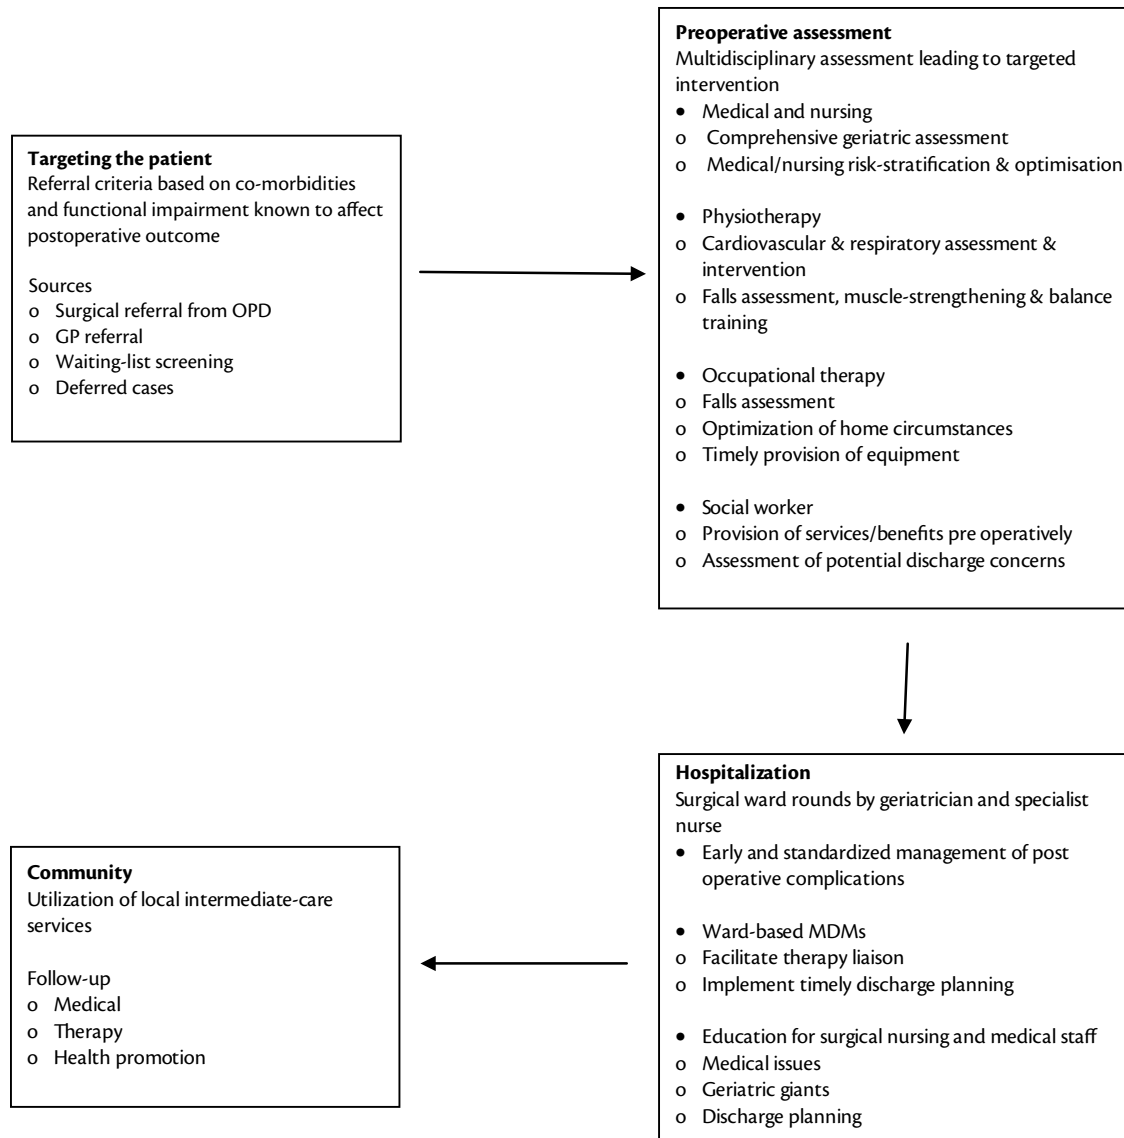 Targeting the patient
Referral criteria based on co-morbidities
and functional impairment known to affect
postoperative outcome
Sources
o Surgical referral from OPD
o GP referral
o Waiting-list screening
o Deferred cases
Preoperative assessment
Multidisciplinary assessment leading to targeted
intervention
• Medical and nursing
o Comprehensive geriatric assessment
o Medical/nursing risk-stratification & optimisation
• Physiotherapy
o Cardiovascular & respiratory assessment &
intervention
o Falls assessment, muscle-strengthening & balance
training
• Occupational therapy
o Falls assessment
o Optimization of home circumstances
o Timely provision of equipment
• Social worker
o Provision of services/benefits pre operatively
o Assessment of potential discharge concerns
Hospitalization
Surgical ward rounds by geriatrician and specialist
nurse
• Early and standardized management of post
operative complications
• Ward-based MDMs
o Facilitate therapy liaison
o Implement timely discharge planning
• Education for surgical nursing and medical staff
o Medical issues
o Geriatric giants
o Discharge planning
Community
Utilization of local intermediate-care
services
Follow-up
o Medical
o Therapy
o Health promotion